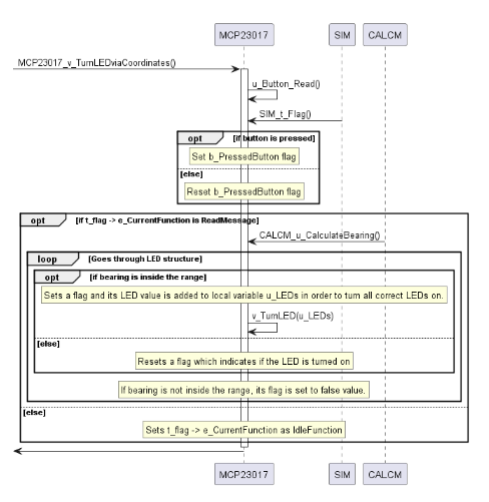 MCP23017 SIM CALCM
MCP23017_v_TurnLEDviaCoordinates()
u_Button_Read()
SIM_t_Flag()
opt [if button is pressed]
Set b_PressedButton flag
[else]
Reset b_PressedButton flag
opt [if t_flag -> e_CurrentFunction is ReadMessage]
CALCM_u_CalculateBearing()
loop [Goes through LED structure]
opt [if bearing is inside the range]
Sets a flag and its LED value is added to local variable u_LEDs in order to turn all correct LEDs on.
v_TurnLED(u_LEDs)
[else]
Resets a flag which indicates if the LED is turned on
If bearing is not inside the range, its flag is set to false value.
[else]
Sets t_flag -> e_CurrentFunction as IdleFunction
MCP23017 SIM CALCM